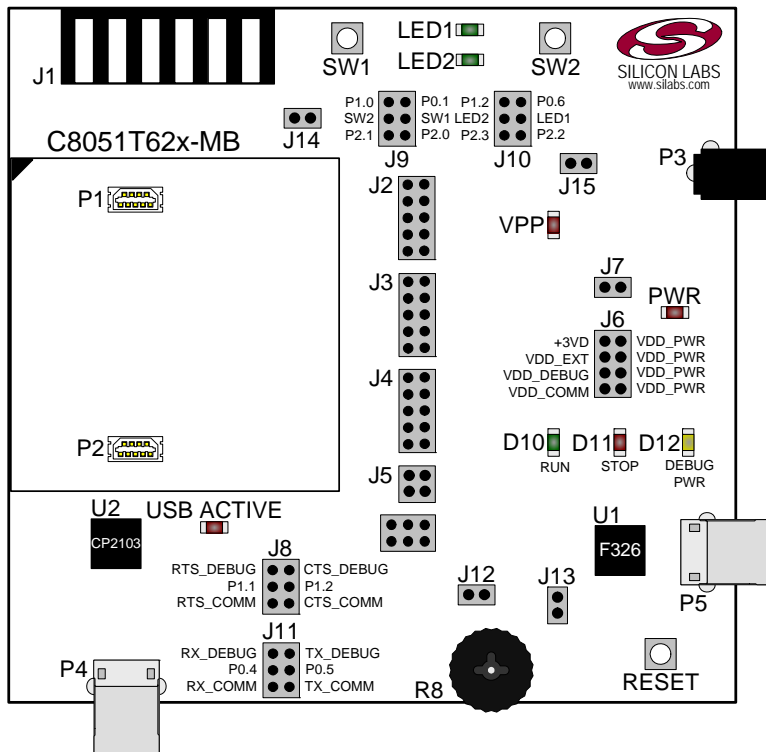 J1
SW1
LED1
LED2
SW2
SILICON LABS
www.silabs.com
P1.0 P0.1
SW2 SW1
P2.1 P2.0
J9
P1.2 P0.6
LED2 LED1
P2.3 P2.2
J10
J14
J15
P3
C8051T62x-MB
P1
J2
VPP
J3
J7
PWR
J6
+3VD VDD_PWR
VDD_EXT VDD_PWR
VDD_DEBUG VDD_PWR
VDD_COMM VDD_PWR
J4
P2
D10
RUN
D11
STOP
D12
DEBUG
PWR
J5
U2
CP2103
USB ACTIVE
U1
F326
J8
RTS_DEBUG CTS_DEBUG
P1.1 P1.2
RTS_COMM CTS_COMM
J12
J13
P5
J11
RX_DEBUG TX_DEBUG
P0.4 P0.5
RX_COMM TX_COMM
P4
R8
RESET